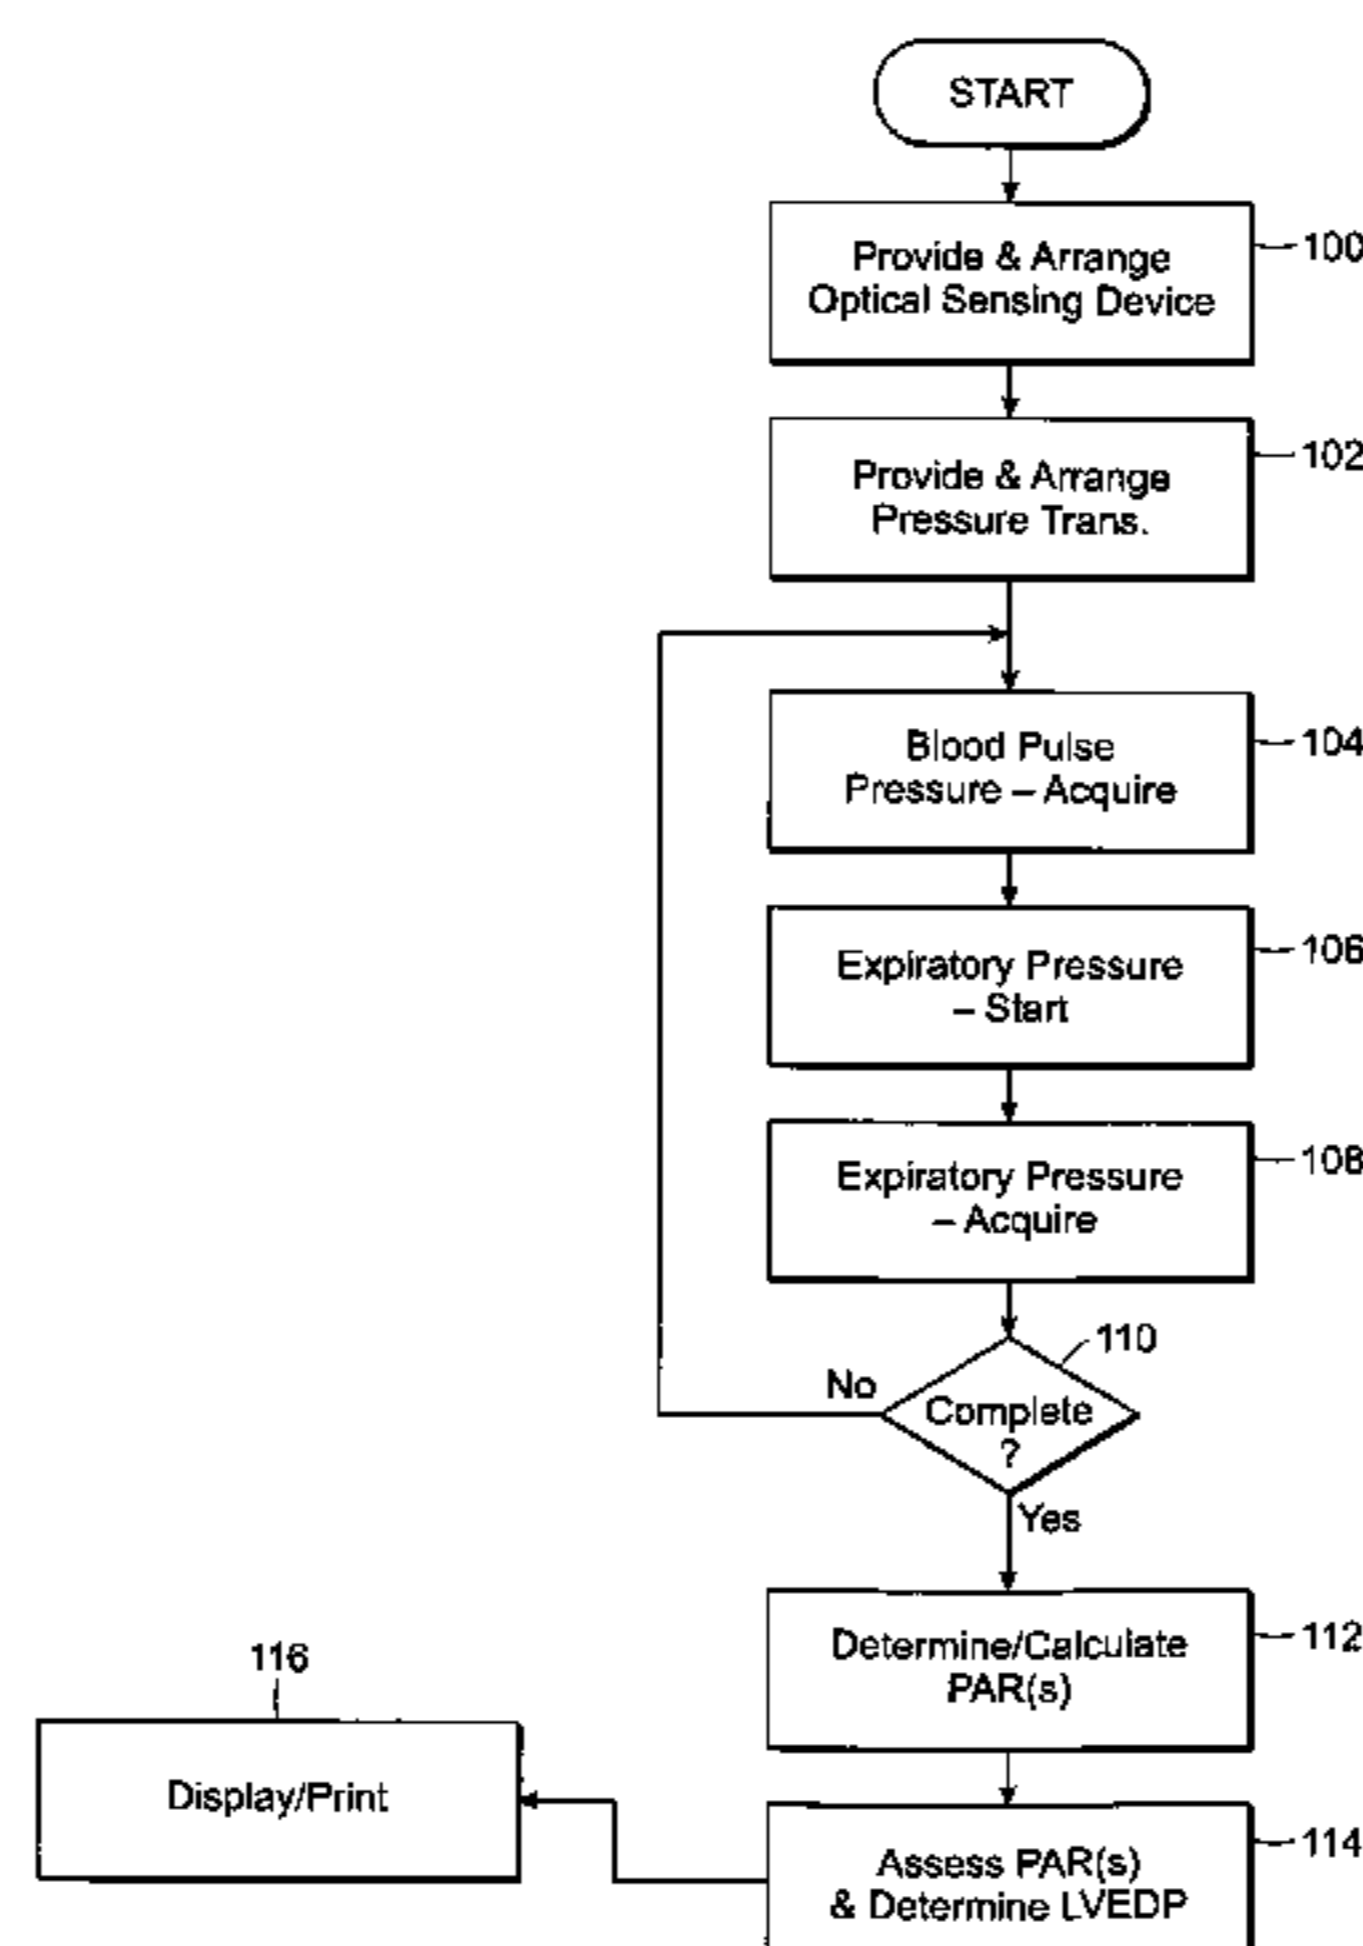 START
Provide & Arrange
Optical Sensing Device
100
Provide & Arrange
Pressure Trans.
102
Blood Pulse
Pressure – Acquire
104
Expiratory Pressure
– Start
106
Expiratory Pressure
– Acquire
108
110
No
Complete
?
Yes
Determine/Calculate
PAR(s)
112
116
Display/Print
Assess PAR(s)
& Determine LVEDP
114